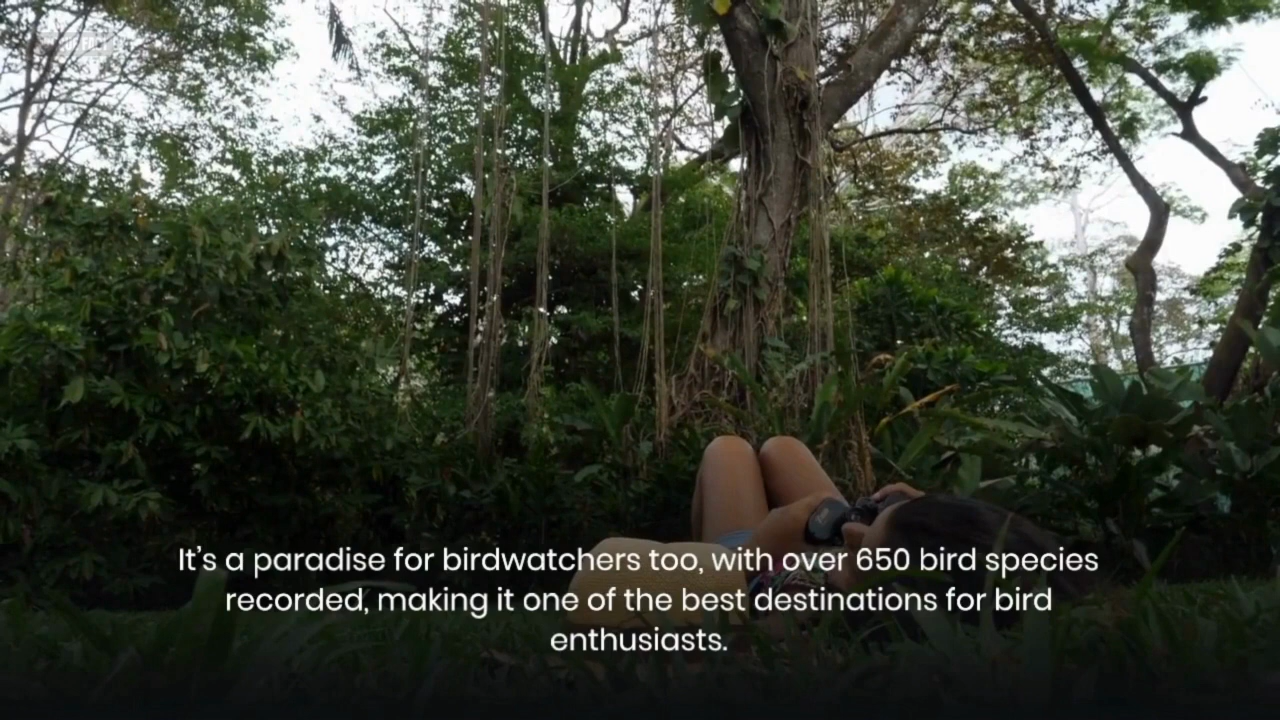 It's a paradise for birdwatchers too, with over 650 bird species
recorded, making it one of the best destinations for bird
enthusiasts.